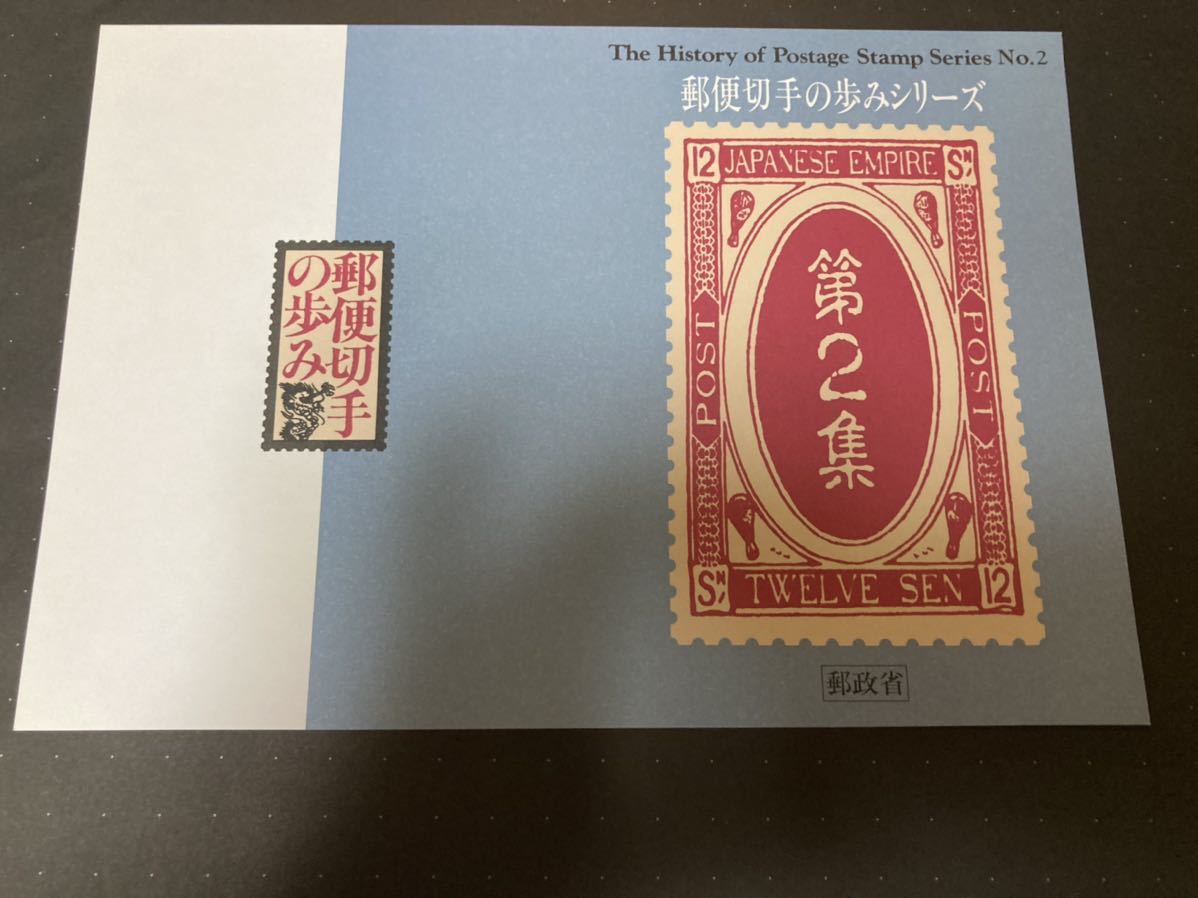 The History of Postage Stamp Series No.2
郵便切手の歩みシリーズ
12 JAPANESE EMPIRE SN/
POST
第2集
POST
SN/ TWELVE SEN 12
郵政省
郵便切手
の歩み